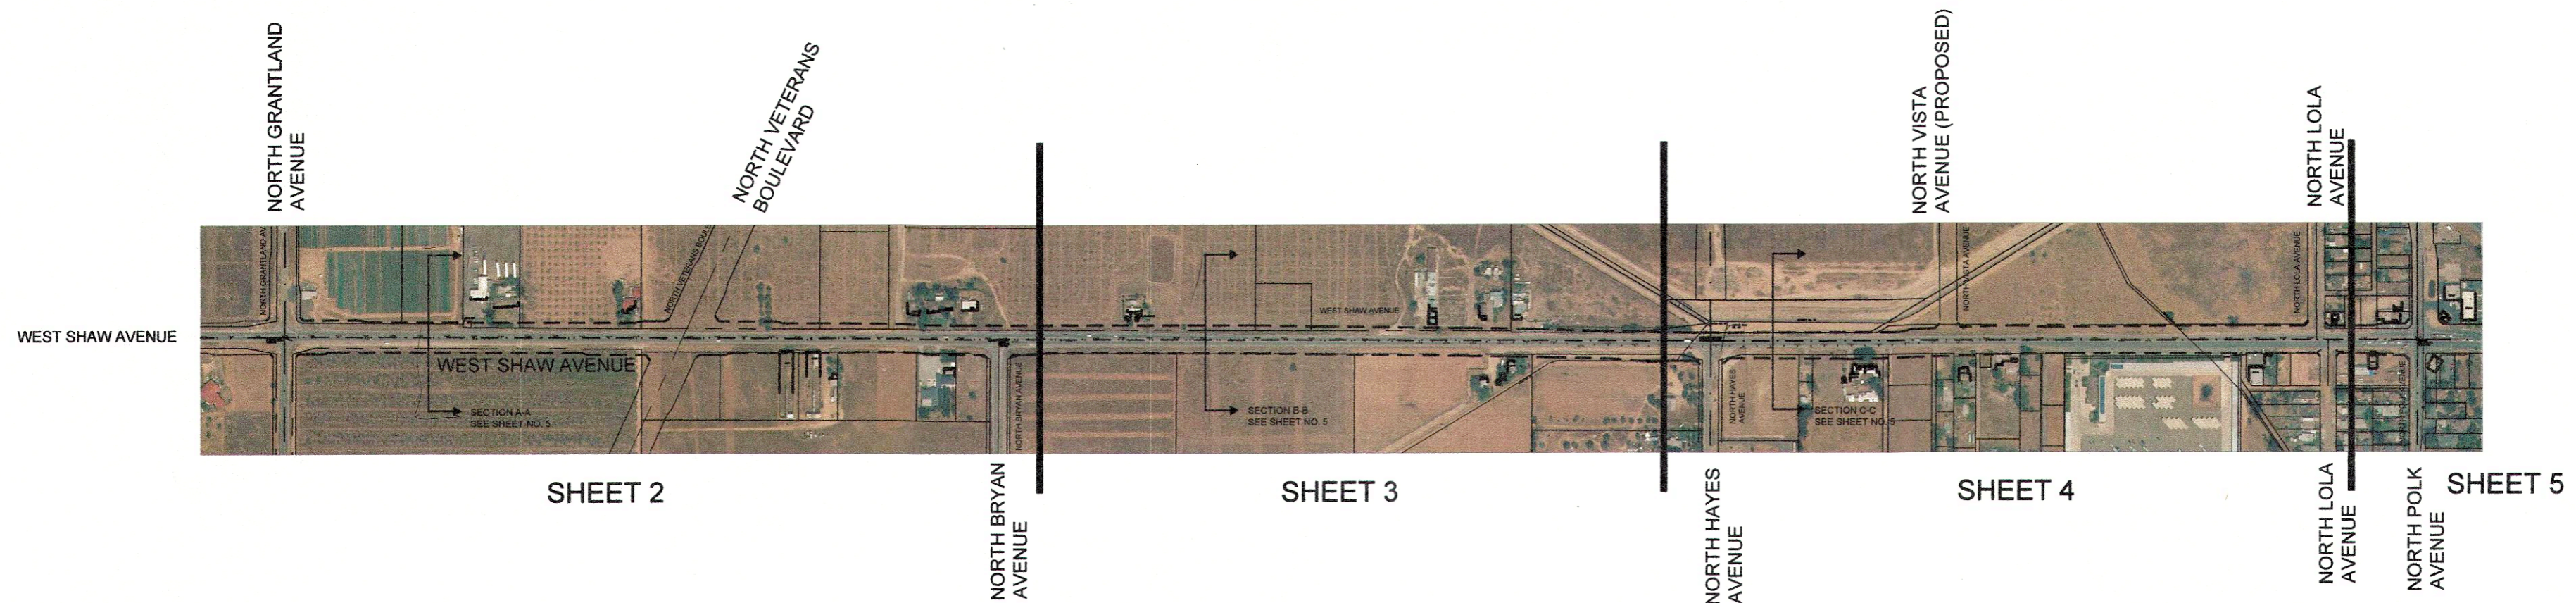 NORTH GRANTLAND
AVENUE
NORTH VETERANS
BOULEVARD
NORTH VISTA
AVENUE (PROPOSED)
NORTH LOLA
AVENUE
NORTH GRANTLAND AV
NORTH VETERANS BOULE
WEST SHAW AVENUE
NORTH VISTA AVENUE
NORTH LOLA AVENUE
WEST SHAW AVENUE
WEST SHAW AVENUE
SECTION A-A
SEE SHEET NO. 5
NORTH BRYAN AVENUE
SECTION B-B
SEE SHEET NO. 5
NORTH HAYES
AVENUE
SECTION C-C
SEE SHEET NO. 5
SHEET 2
SHEET 3
SHEET 4
SHEET 5
NORTH BRYAN
AVENUE
NORTH HAYES
AVENUE
NORTH LOLA
AVENUE
NORTH POLK
AVENUE